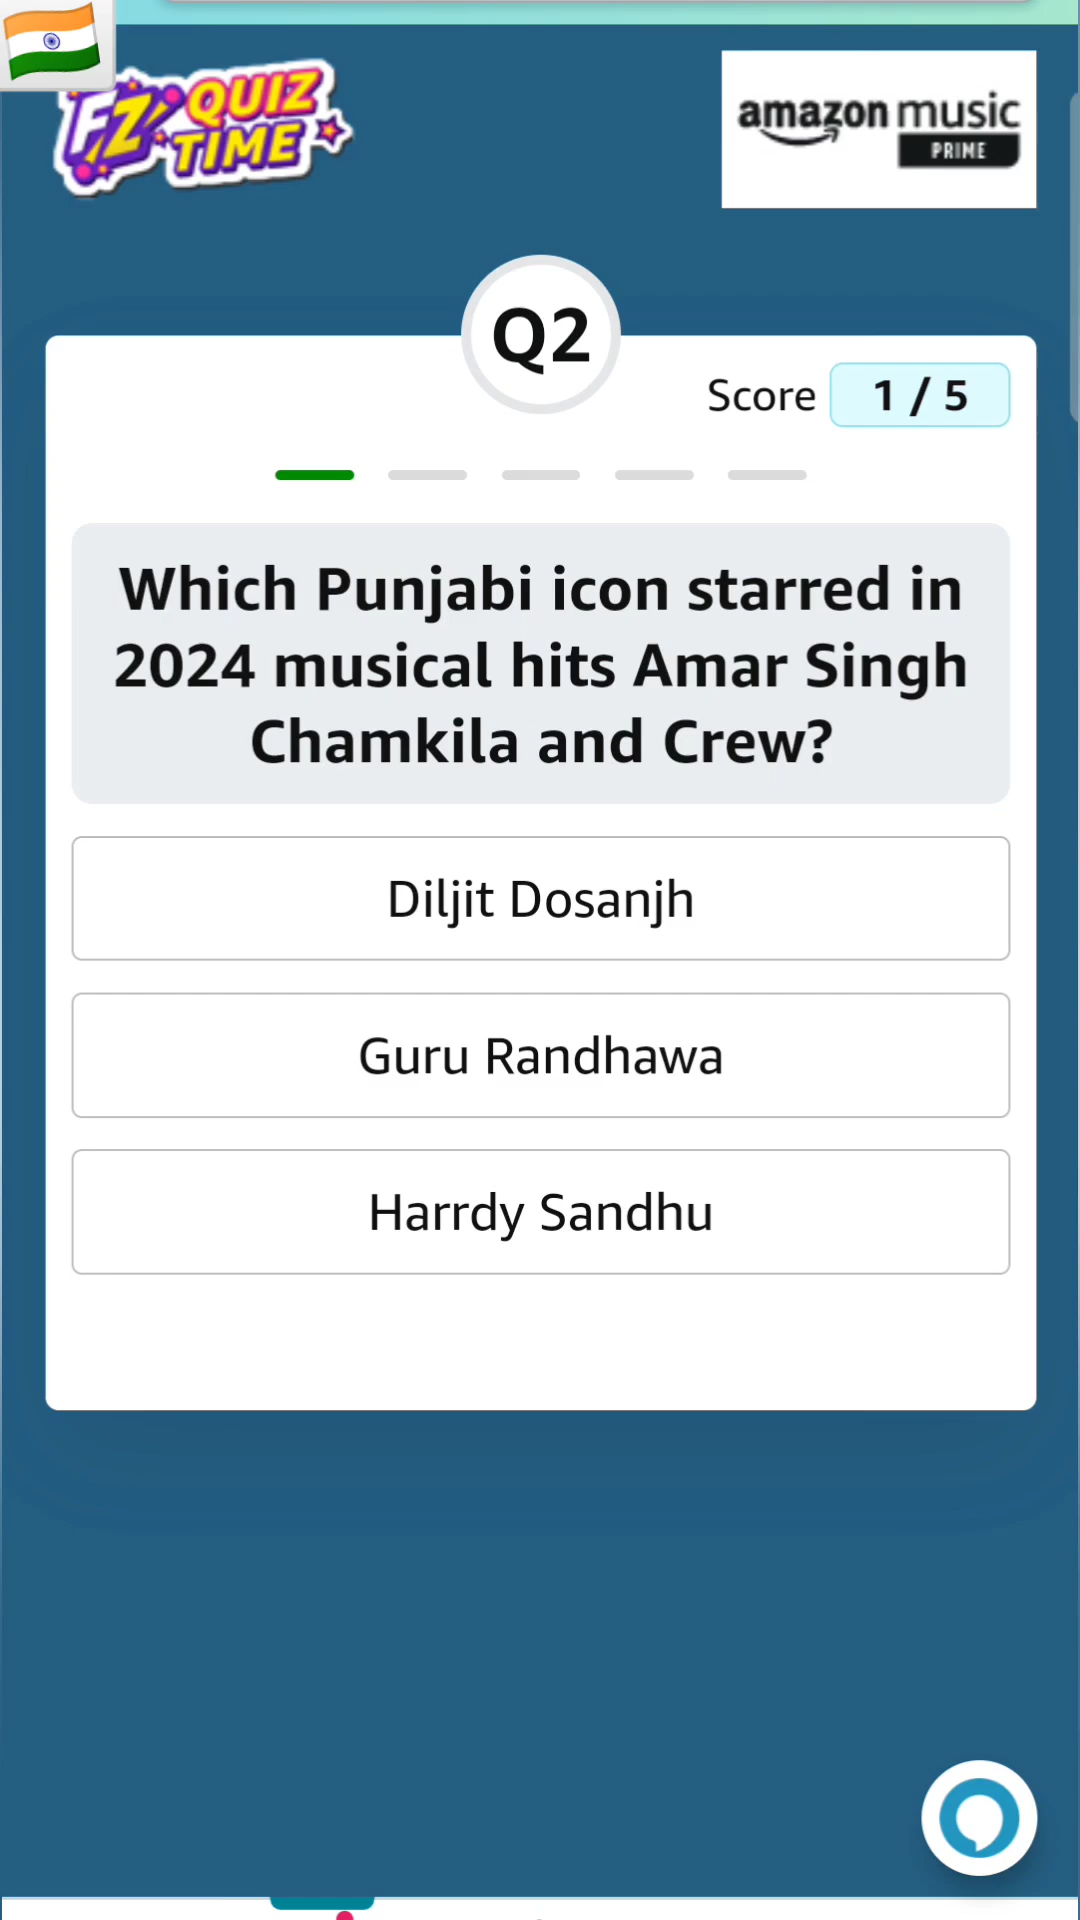 FZ QUIZ
TIME
amazon music
PRIME
Q2
Score 1 / 5
Which Punjabi icon starred in
2024 musical hits Amar Singh
Chamkila and Crew?
Diljit Dosanjh
Guru Randhawa
Harrdy Sandhu